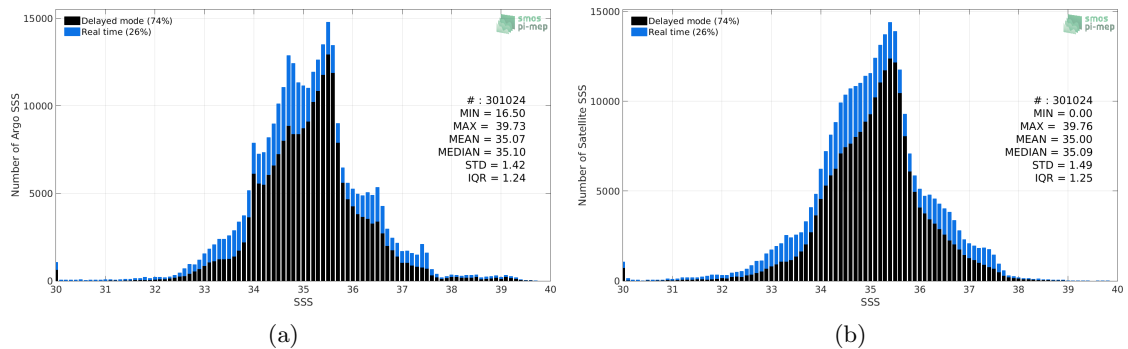 Delayed mode (74%)
Real time (26%)
smos
pi-mep
15000
10000
5000
0
Number of Argo SSS
# : 301024
MIN = 16.50
MAX = 39.73
MEAN = 35.07
MEDIAN = 35.10
STD = 1.42
IQR = 1.24
30 31 32 33 34 35 36 37 38 39 40
SSS
(a)
Delayed mode (74%)
Real time (26%)
smos
pi-mep
15000
10000
5000
0
Number of Satellite SSS
# : 301024
MIN = 0.00
MAX = 39.76
MEAN = 35.00
MEDIAN = 35.09
STD = 1.49
IQR = 1.25
30 31 32 33 34 35 36 37 38 39 40
SSS
(b)